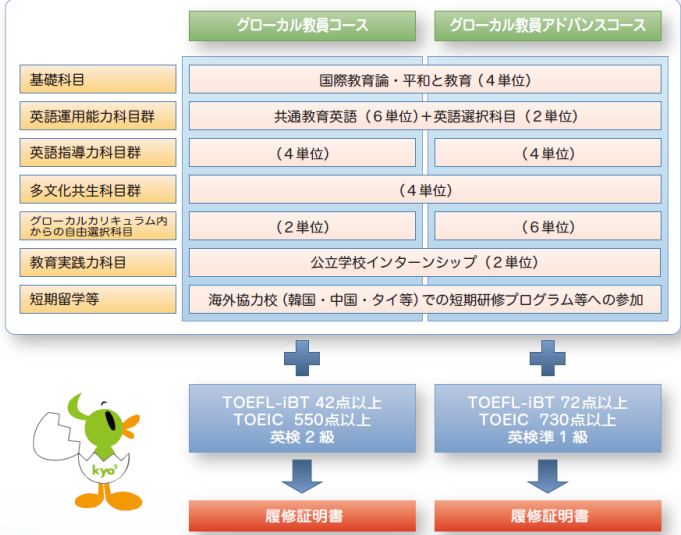 グローカル教員コース
グローカル教員アドバンスコース
基礎科目
国際教育論・平和と教育（4単位）
英語運用能力科目群
共通教育英語（6単位）＋英語選択科目（2単位）
英語指導力科目群
（4単位）
（4単位）
多文化共生科目群
（4単位）
グローカルカリキュラム内
からの自由選択科目
（2単位）
（6単位）
教育実践力科目
公立学校インターンシップ（2単位）
短期留学等
海外協力校（韓国・中国・タイ等）での短期研修プログラム等への参加
TOEFL-iBT 42点以上
TOEIC 550点以上
英検２級
TOEFL-iBT 72点以上
TOEIC 730点以上
英検準１級
kyo²
履修証明書
履修証明書